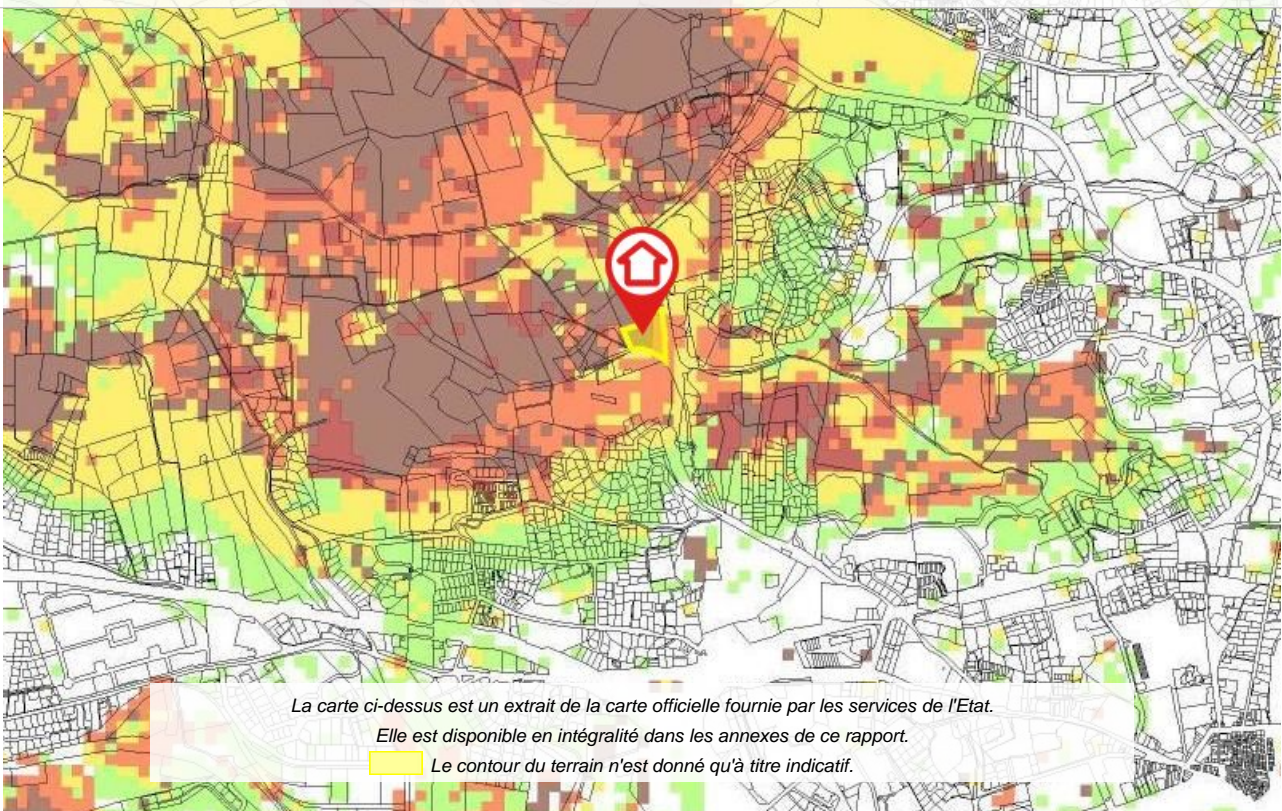 La carte ci-dessus est un extrait de la carte officielle fournie par les services de l'Etat.
Elle est disponible en intégralité dans les annexes de ce rapport.
Le contour du terrain n'est donné qu'à titre indicatif.